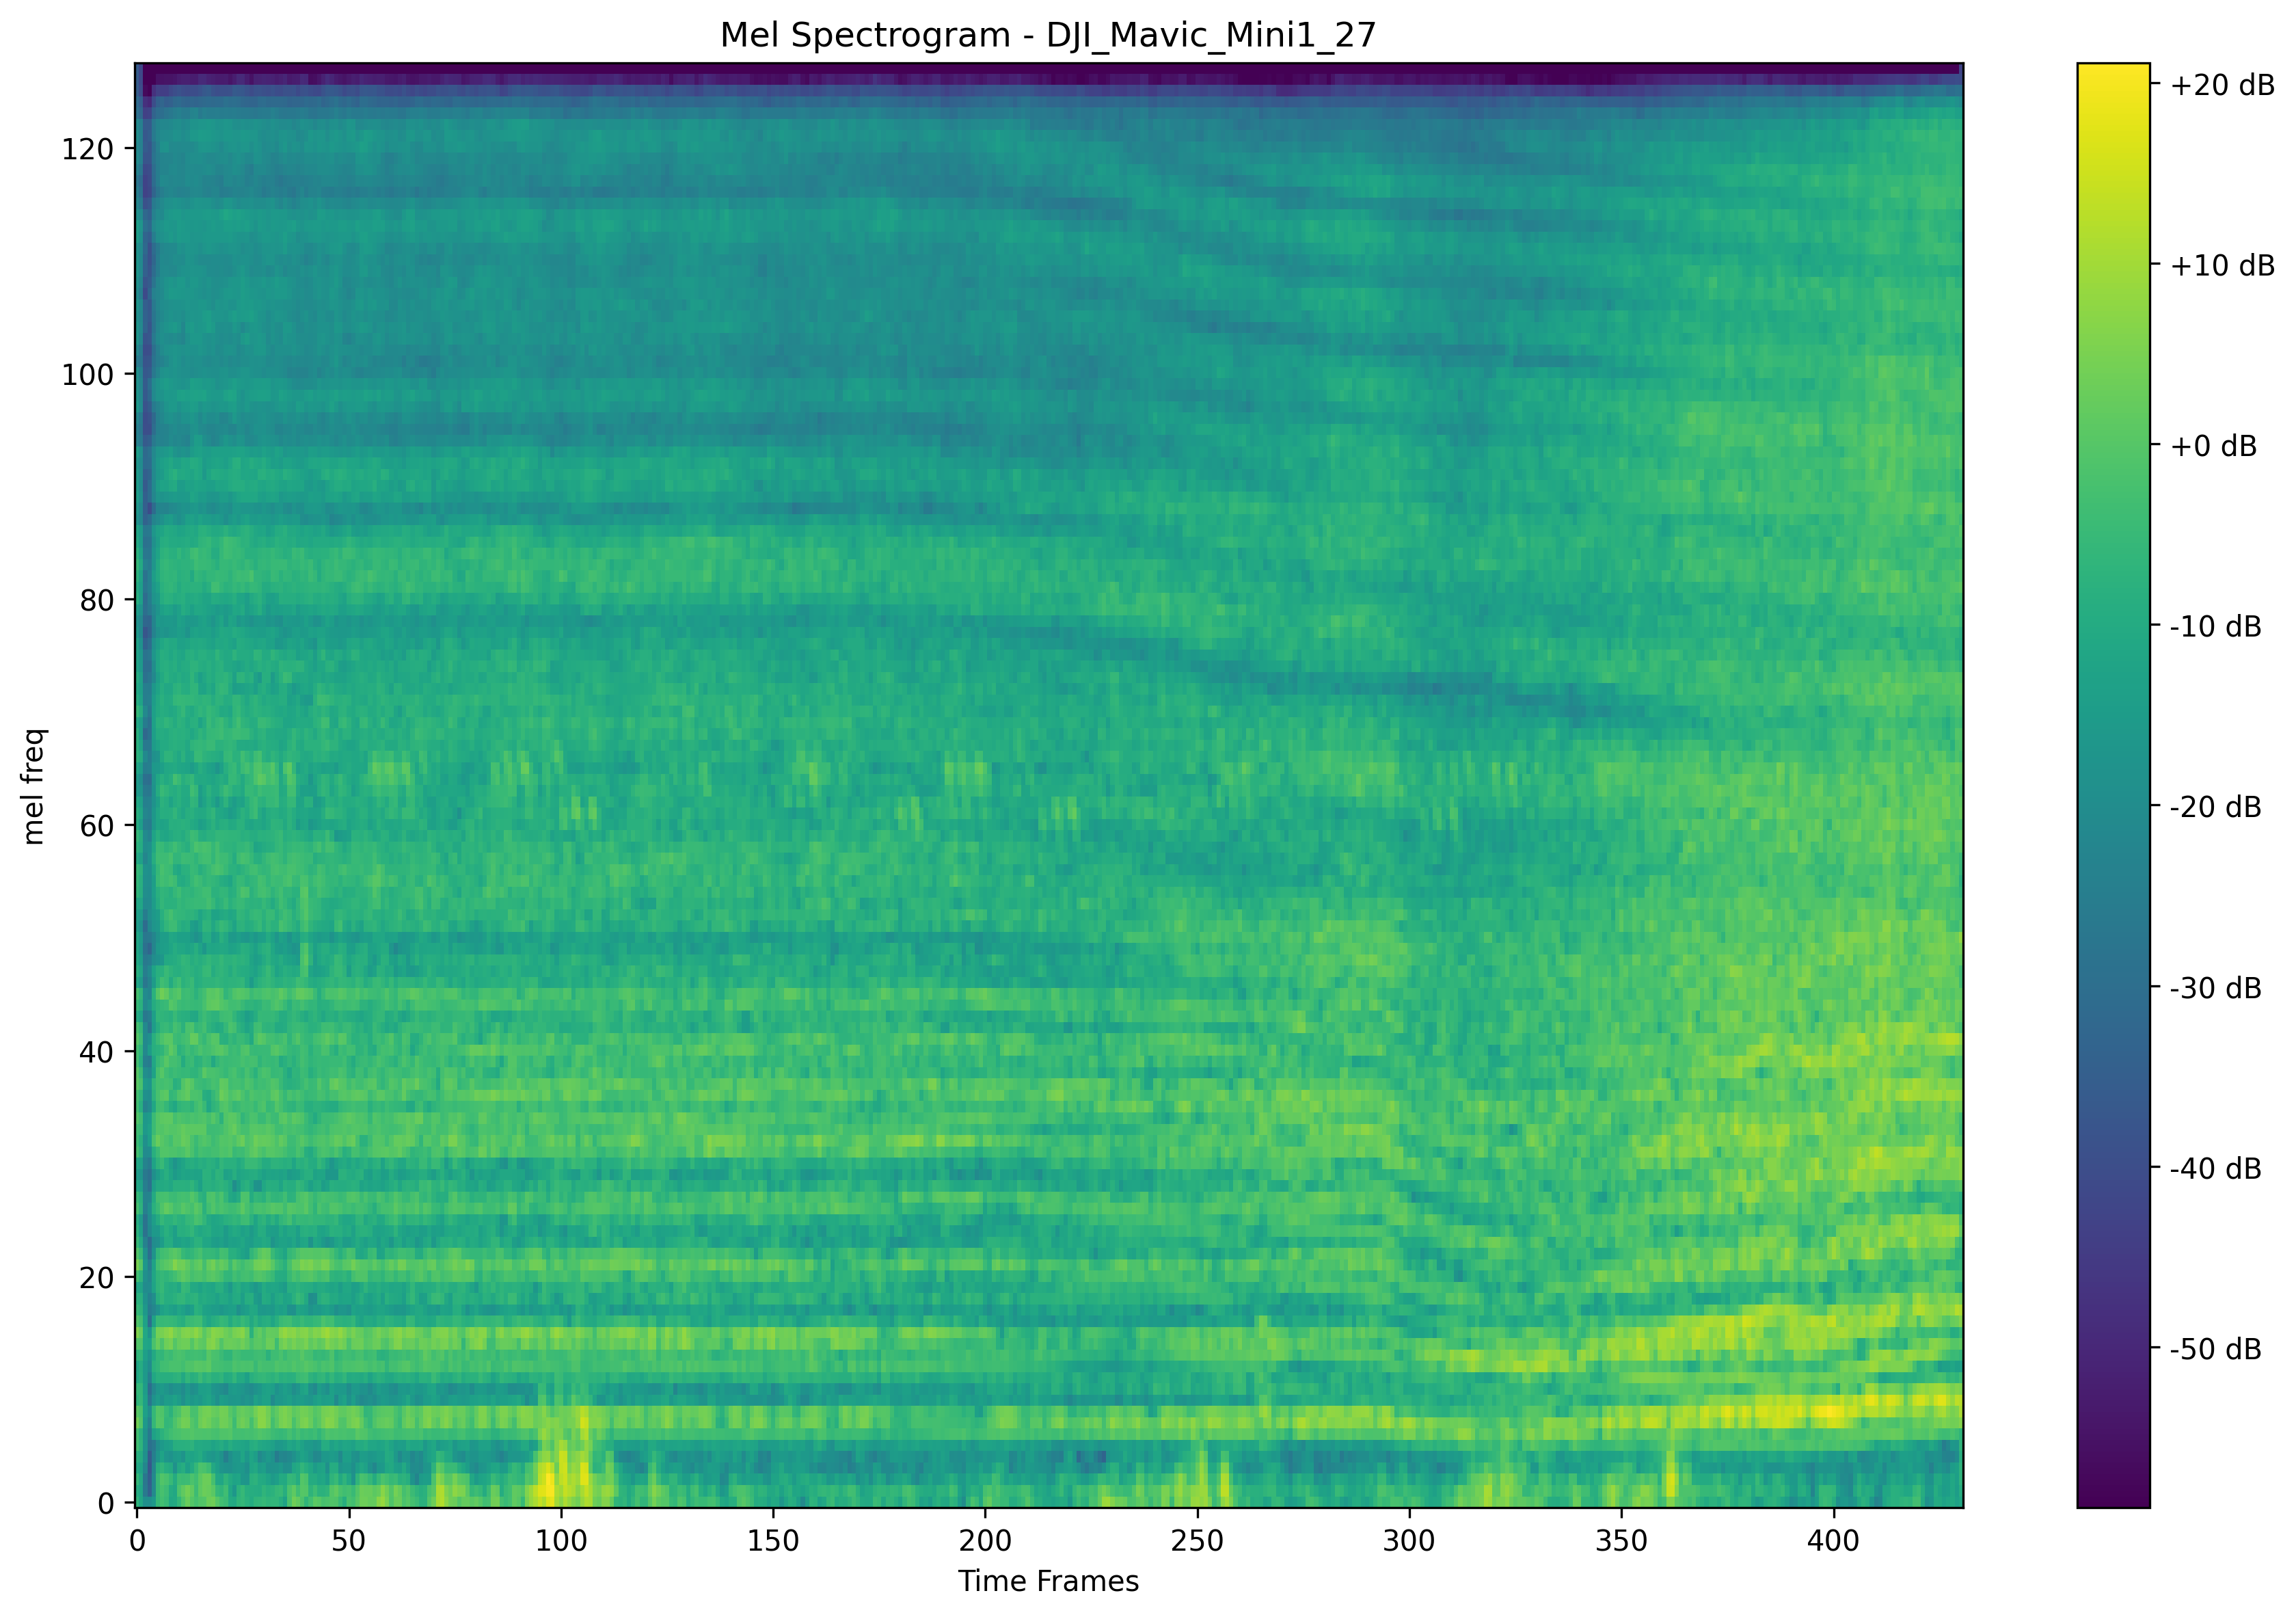 Mel Spectrogram - DJI_Mavic_Mini1_27
+20 dB
120
+10 dB
100
+0 dB
80
-10 dB
mel freq
60
-20 dB
-30 dB
40
-40 dB
20
-50 dB
0
0 50 100 150 200 250 300 350 400
Time Frames